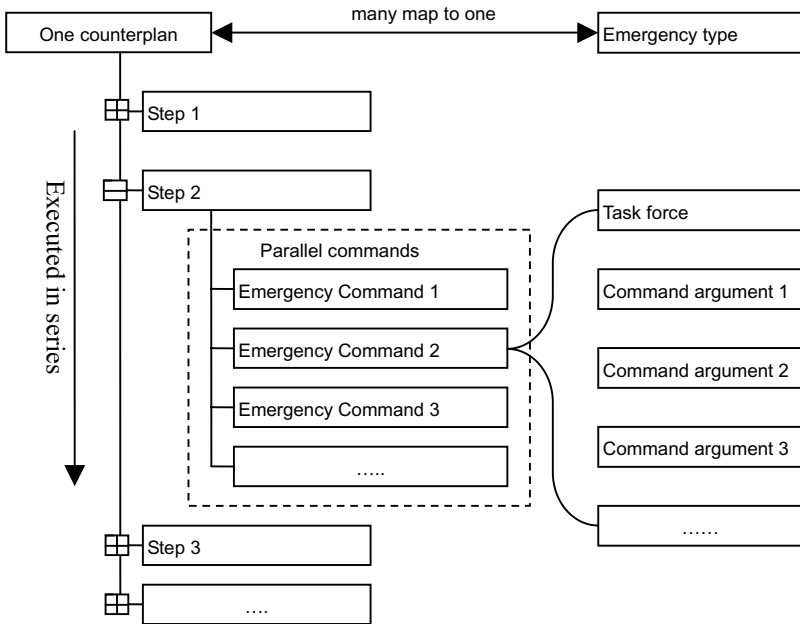 many map to one
One counterplan
Emergency type
Step 1
Executed in series
Step 2
Task force
Parallel commands
Emergency Command 1
Command argument 1
Emergency Command 2
Command argument 2
Emergency Command 3
Command argument 3
.....
......
Step 3
....